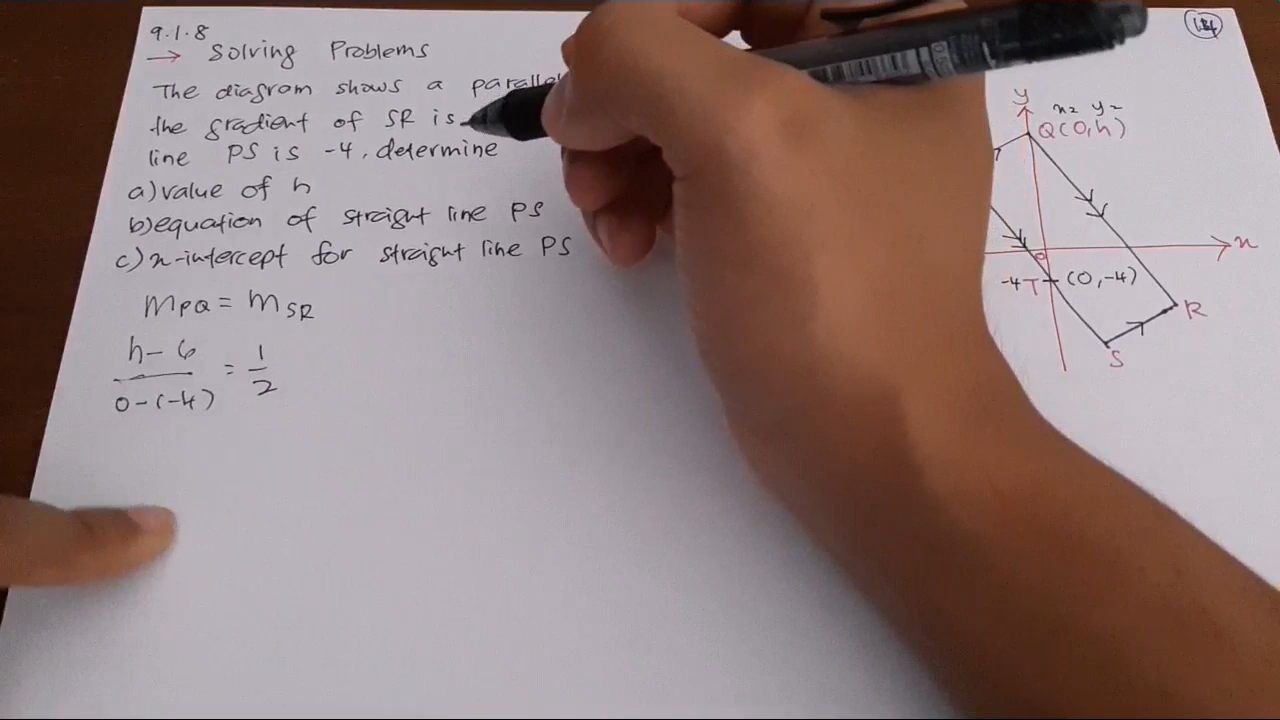 9.1.8
→ Solving Problems
The diagram shows a parallel
the gradient of SR is
line PS is -4, determine
a) value of h
b) equation of straight line PS
c) x-intercept for straight line PS
mPQ = mSR
h - 6 / 0 - (-4) = 1 / 2
y
x2 y2
Q(0, h)
x
O
-4 T (0, -4)
R
S